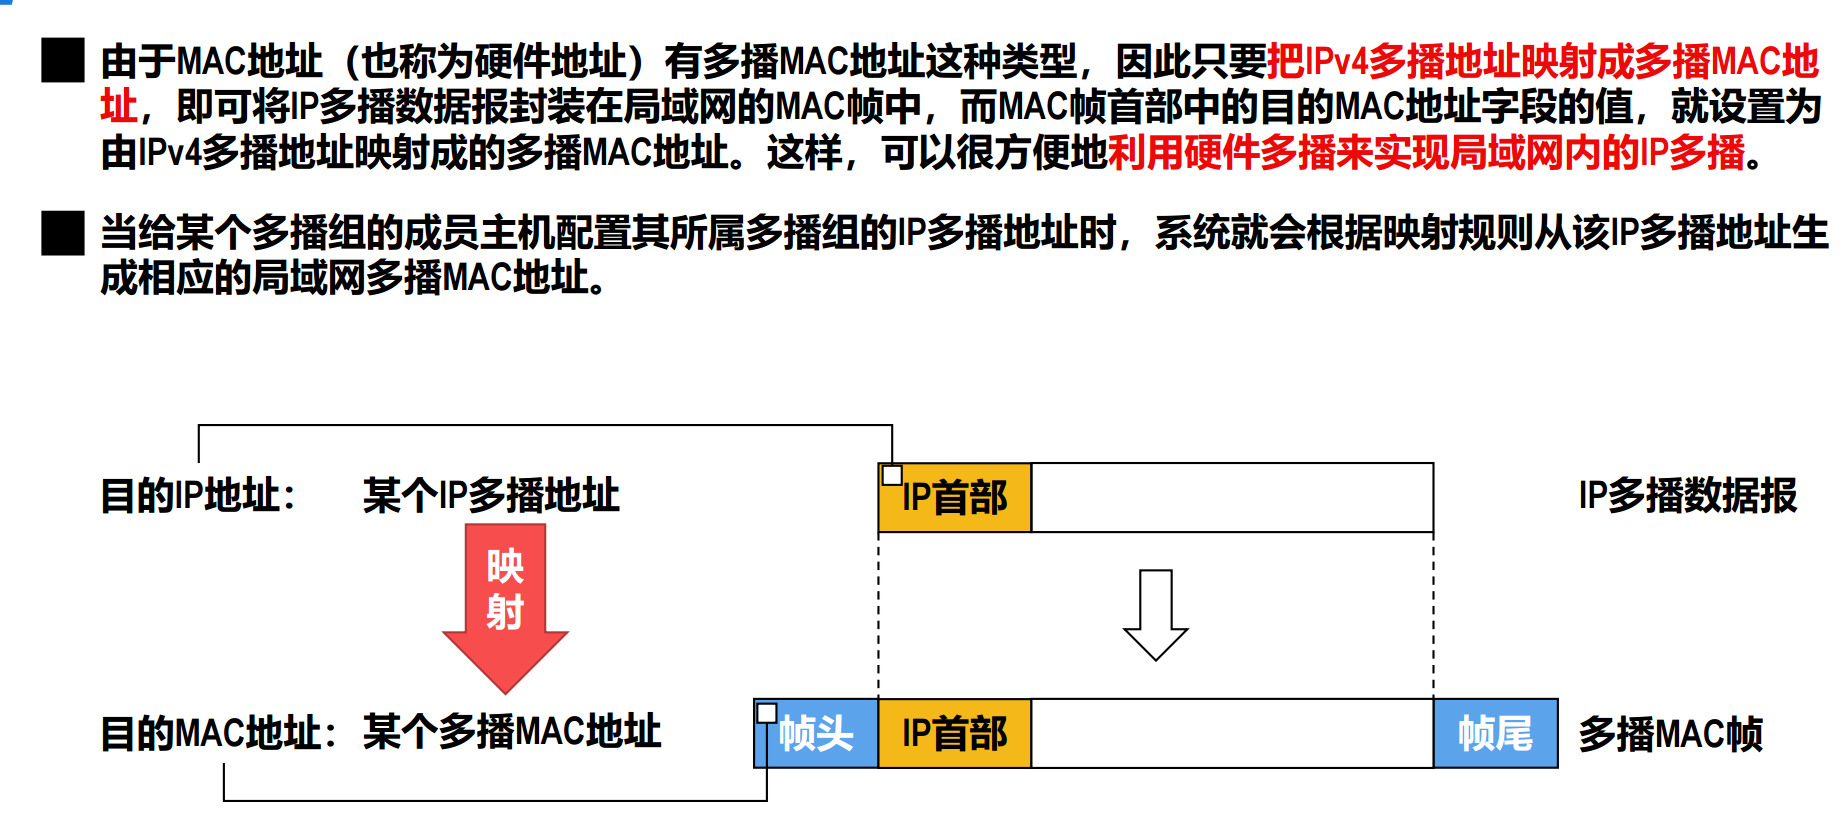 由于MAC地址（也称为硬件地址）有多播MAC地址这种类型，因此只要把IPv4多播地址映射成多播MAC地
址，即可将IP多播数据报封装在局域网的MAC帧中，而MAC帧首部中的目的MAC地址字段的值，就设置为
由IPv4多播地址映射成的多播MAC地址。这样，可以很方便地利用硬件多播来实现局域网内的IP多播。
当给某个多播组的成员主机配置其所属多播组的IP多播地址时，系统就会根据映射规则从该IP多播地址生
成相应的局域网多播MAC地址。
目的IP地址： 某个IP多播地址
IP首部
IP多播数据报
映
射
目的MAC地址： 某个多播MAC地址
帧头
IP首部
帧尾
多播MAC帧